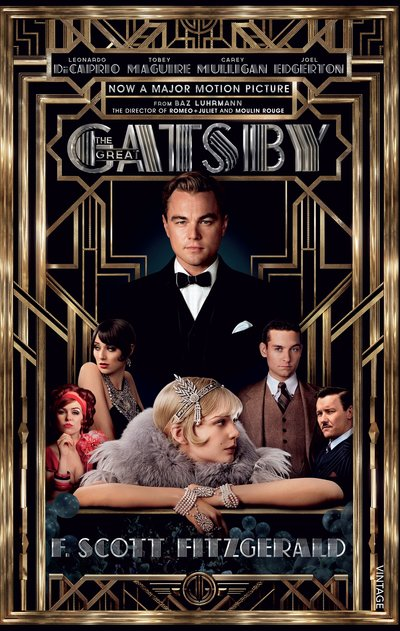 LEONARDO TOBEY CAREY JOEL
DiCAPRIO MAGUIRE MULLIGAN EDGERTON
NOW A MAJOR MOTION PICTURE
FROM BAZ LUHRMANN
THE DIRECTOR OF ROMEO + JULIET AND MOULIN ROUGE
THE GREAT
GATSBY
F. SCOTT FITZGERALD
VINTAGE